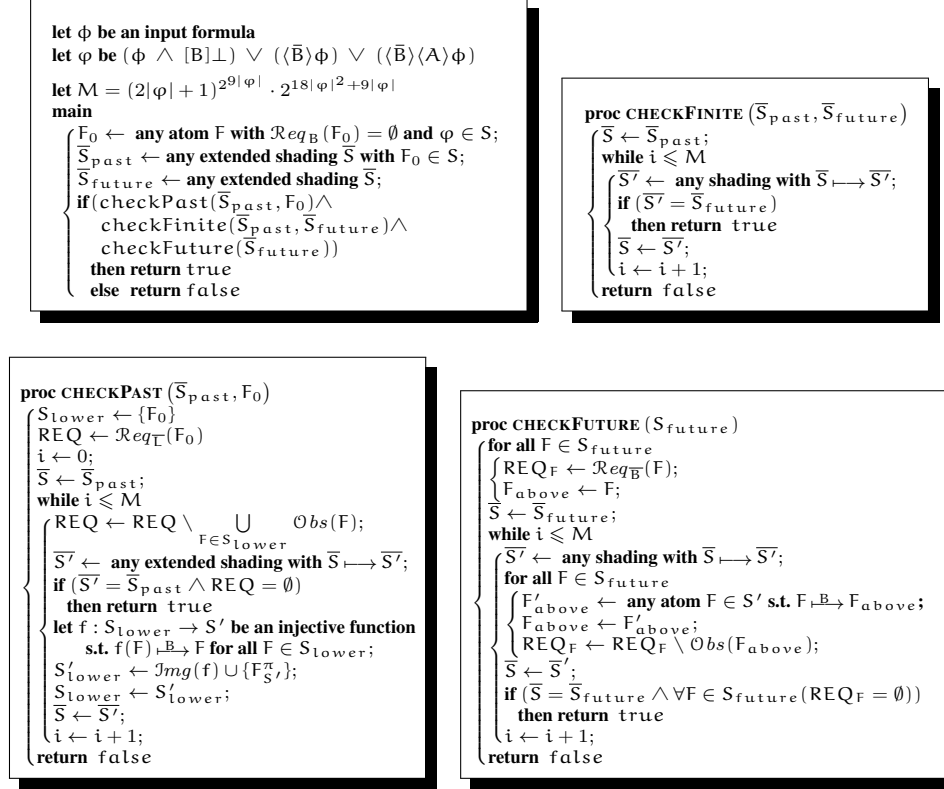 let ϕ be an input formula
let φ be (ϕ ∧ [B]⊥) ∨ (⟨B̄⟩ϕ) ∨ (⟨B̄⟩⟨A⟩ϕ)
let M = (2|φ| + 1)^{2^{9|φ|}} · 2^{18|φ|^2+9|φ|}
main
F_0 ← any atom F with Req_B(F_0) = ∅ and φ ∈ S;
S̄_past ← any extended shading S̄ with F_0 ∈ S;
S̄_future ← any extended shading S̄;
if(checkPast(S̄_past, F_0)∧
checkFinite(S̄_past, S̄_future)∧
checkFuture(S̄_future))
then return true
else return false
proc CHECKFINITE (S̄_past, S̄_future)
S̄ ← S̄_past;
while i ⩽ M
S̄' ← any shading with S̄ ⟼ S̄';
if (S̄' = S̄_future)
then return true
S̄ ← S̄';
i ← i + 1;
return false
proc CHECKPAST (S̄_past, F_0)
S_lower ← {F_0}
REQ ← Req_L̄(F_0)
i ← 0;
S̄ ← S̄_past;
while i ⩽ M
REQ ← REQ \ ⋃_{F∈S_lower} Obs(F);
S̄' ← any extended shading with S̄ ⟼ S̄';
if (S̄' = S̄_past ∧ REQ = ∅)
then return true
let f : S_lower → S' be an injective function
s.t. f(F) ⟼^B F for all F ∈ S_lower;
S'_lower ← Img(f) ∪ {F^π_{S'}};
S_lower ← S'_lower;
S̄ ← S̄';
i ← i + 1;
return false
proc CHECKFUTURE (S_future)
for all F ∈ S_future
REQ_F ← Req_B̄(F);
F_above ← F;
S̄ ← S̄_future;
while i ⩽ M
S̄' ← any shading with S̄ ⟼ S̄';
for all F ∈ S_future
F'_above ← any atom F ∈ S' s.t. F ⟼^B F_above;
F_above ← F'_above;
REQ_F ← REQ_F \ Obs(F_above);
S̄ ← S̄';
if (S̄ = S̄_future ∧ ∀F ∈ S_future(REQ_F = ∅))
then return true
i ← i + 1;
return false